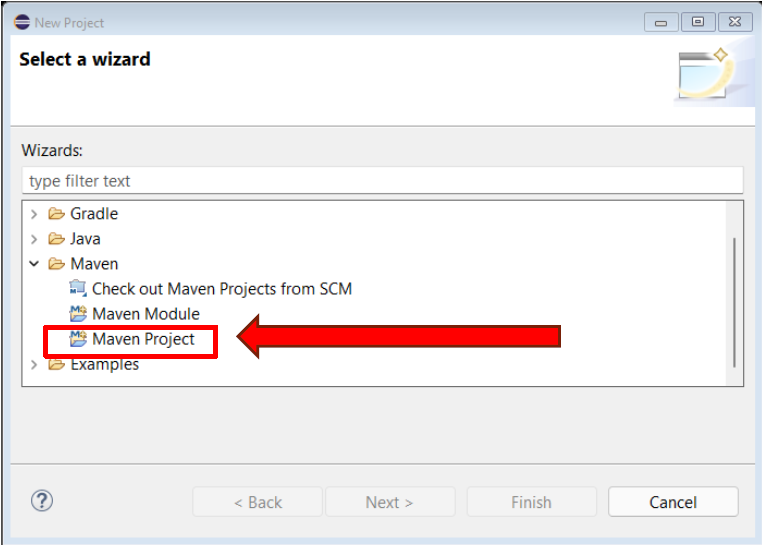 New Project
Select a wizard
Wizards:
type filter text
Gradle
Java
Maven
Check out Maven Projects from SCM
Maven Module
Maven Project
Examples
? < Back Next > Finish Cancel